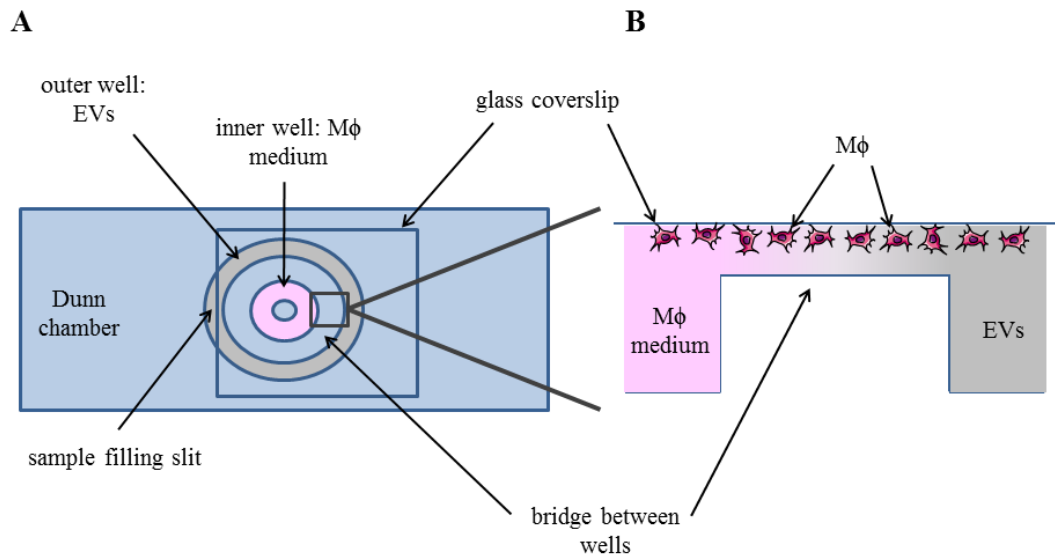 A
B
outer well:
EVs
inner well: Mϕ
medium
glass coverslip
Mϕ
Dunn
chamber
Mϕ
medium
EVs
sample filling slit
bridge between
wells